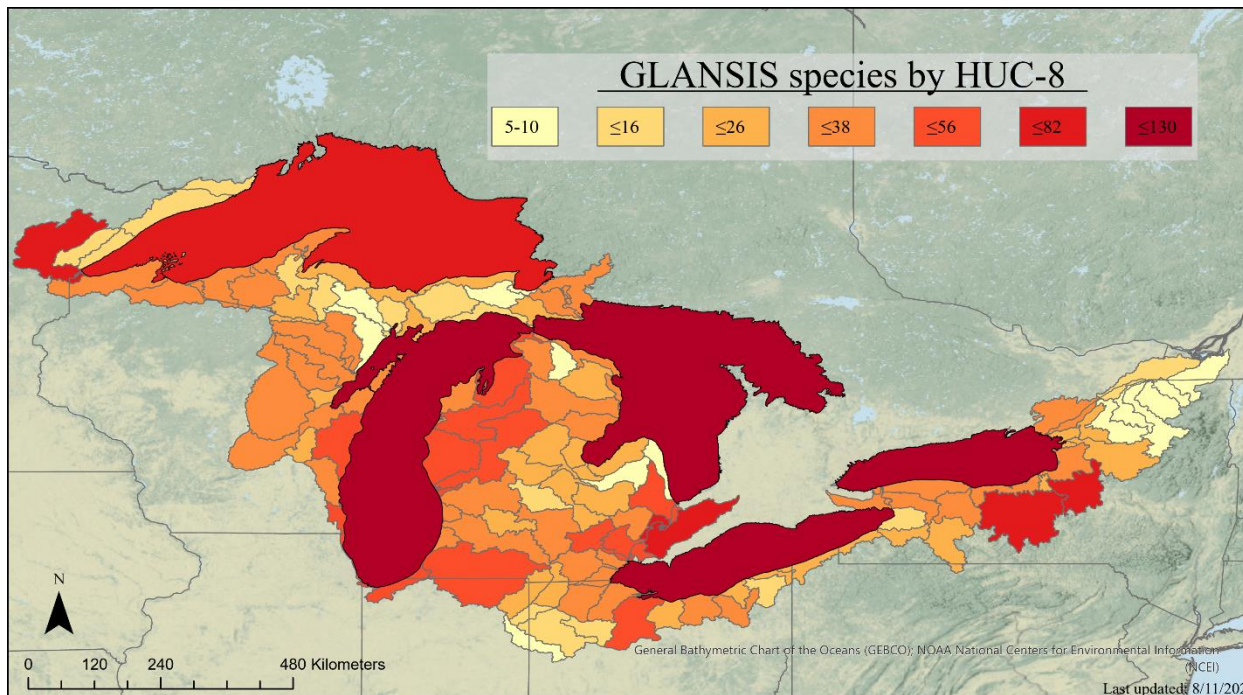 GLANSIS species by HUC-8
5-10 ≤16 ≤26 ≤38 ≤56 ≤82 ≤130
N
0 120 240 480 Kilometers
General Bathymetric Chart of the Oceans (GEBCO); NOAA National Centers for Environmental Information
(NCEI)
Last updated: 8/11/202